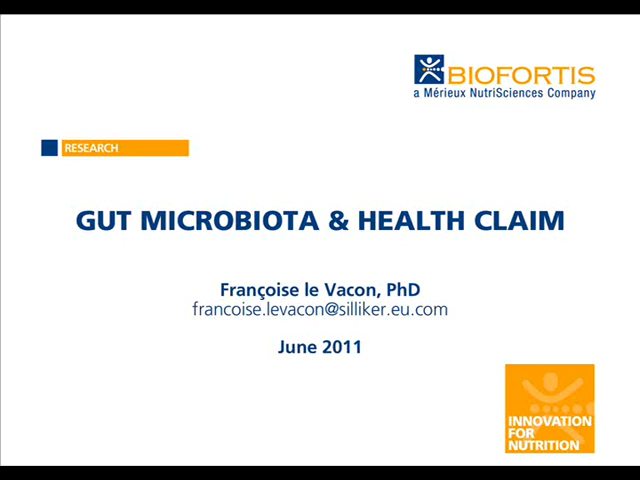 BIOFORTIS
a Mérieux NutriSciences Company
RESEARCH
GUT MICROBIOTA & HEALTH CLAIM
Françoise le Vacon, PhD
francoise.levacon@silliker.eu.com
June 2011
INNOVATION
FOR
NUTRITION